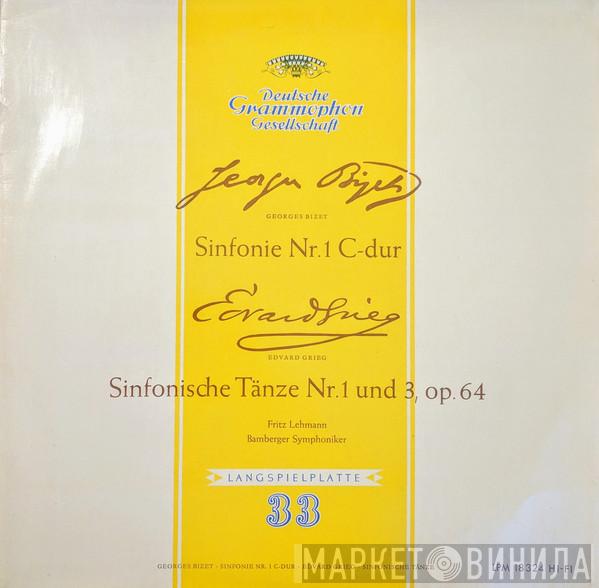 Deutsche
Grammophon
Gesellschaft
Georges Bizet
GEORGES BIZET
Sinfonie Nr. 1 C-dur
Edvard Grieg
EDVARD GRIEG
Sinfonische Tänze Nr. 1 und 3, op. 64
Fritz Lehmann
Bamberger Symphoniker
LANGSPIELPLATTE
33
GEORGES BIZET · SINFONIE NR. 1 C-DUR · EDVARD GRIEG · SINFONISCHE TÄNZE
LPM 18324 HI-FI
МАРКЕТ ВИНИЛА